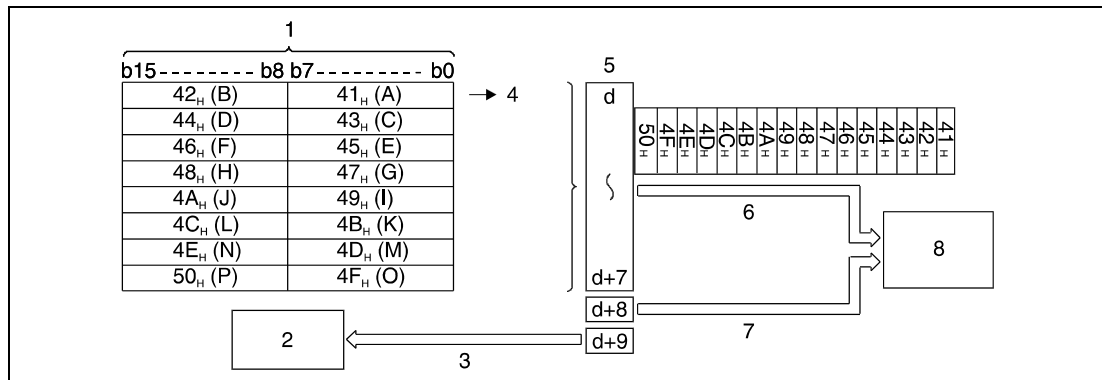 1
b15-------- b8 b7-------- b0
42H (B) 41H (A)
44H (D) 43H (C)
46H (F) 45H (E)
48H (H) 47H (G)
4AH (J) 49H (I)
4CH (L) 4BH (K)
4EH (N) 4DH (M)
50H (P) 4FH (O)
4
5
d
d+7
d+8
d+9
50H 4FH 4EH 4DH 4CH 4BH 4AH 49H 48H 47H 46H 45H 44H 43H 42H 41H
6
7
8
2
3